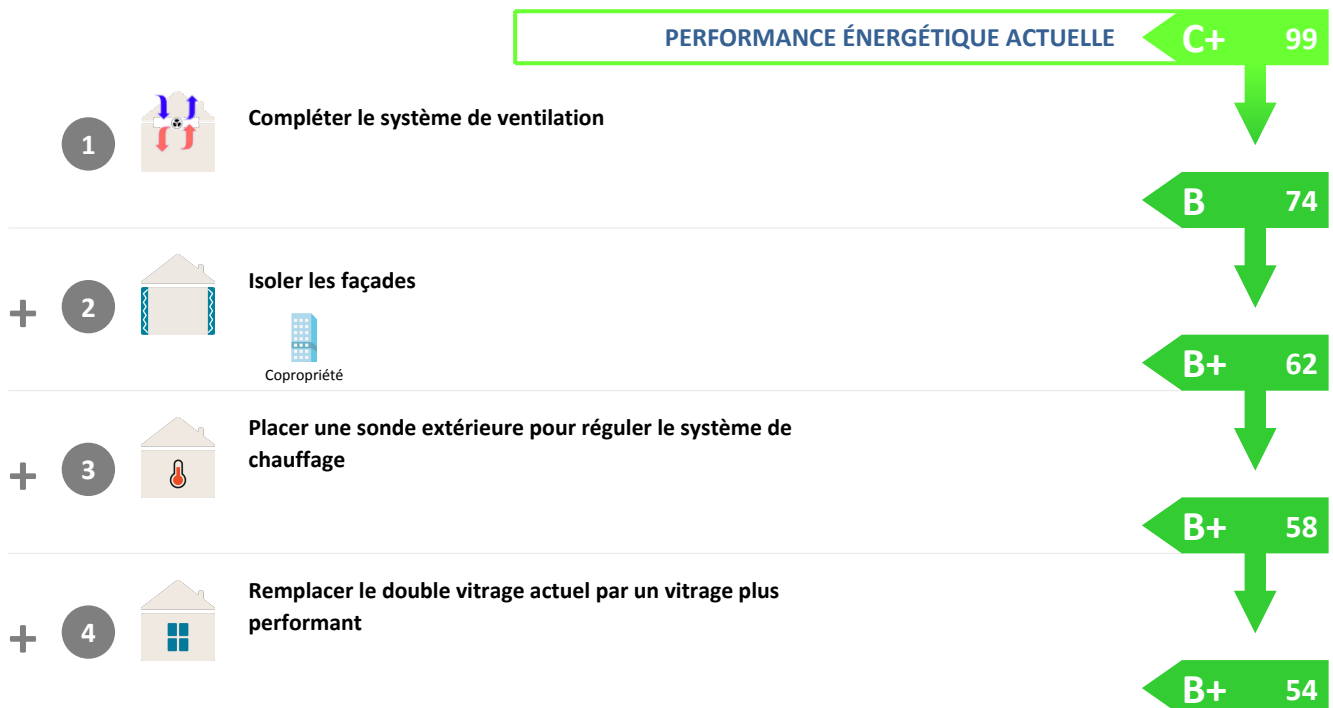 PERFORMANCE ÉNERGÉTIQUE ACTUELLE
C+ 99
1
Compléter le système de ventilation
B 74
+ 2
Isoler les façades
Copropriété
B+ 62
+ 3
Placer une sonde extérieure pour réguler le système de
chauffage
B+ 58
+ 4
Remplacer le double vitrage actuel par un vitrage plus
performant
B+ 54